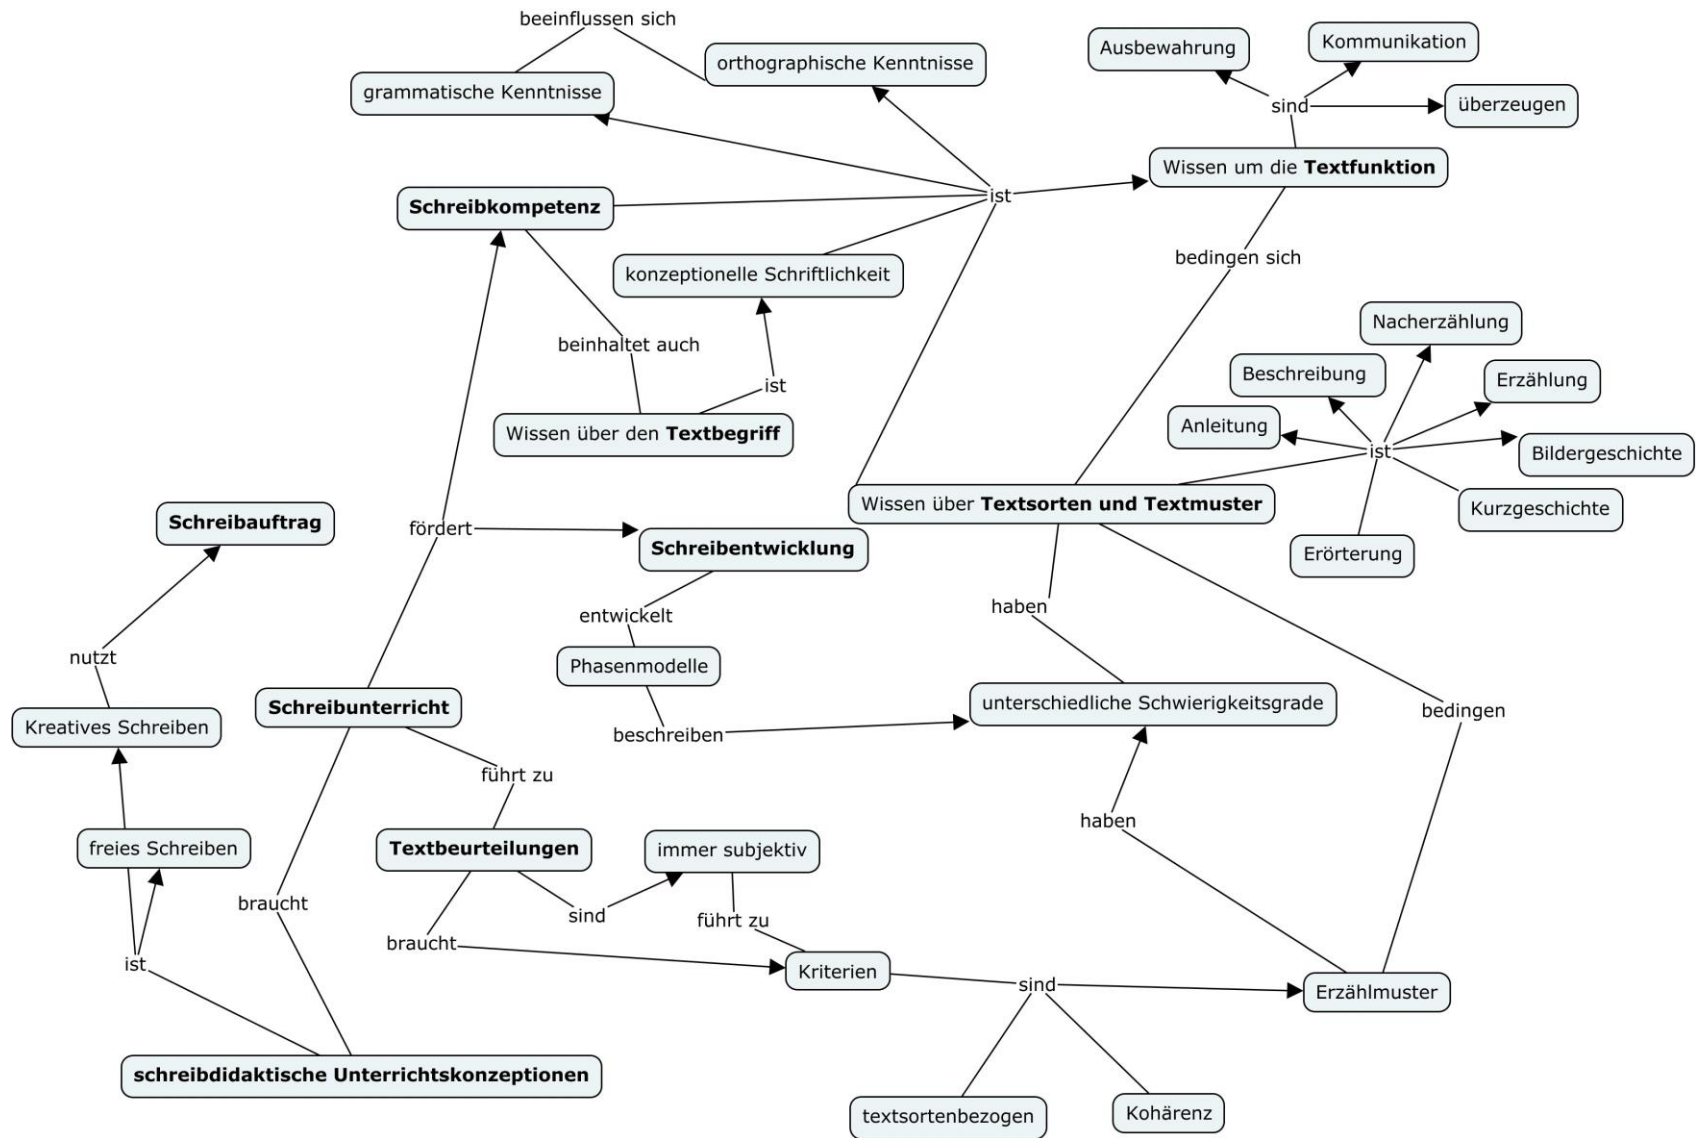 beeinflussen sich
Ausbewahrung
Kommunikation
orthographische Kenntnisse
grammatische Kenntnisse
sind
überzeugen
Wissen um die Textfunktion
Schreibkompetenz
ist
bedingen sich
konzeptionelle Schriftlichkeit
Nacherzählung
beinhaltet auch
ist
Beschreibung
Erzählung
Anleitung
Wissen über den Textbegriff
ist
Bildergeschichte
Wissen über Textsorten und Textmuster
Kurzgeschichte
Schreibauftrag
fördert
Schreibentwicklung
Erörterung
haben
entwickelt
nutzt
Phasenmodelle
Schreibunterricht
unterschiedliche Schwierigkeitsgrade
bedingen
Kreatives Schreiben
beschreiben
führt zu
haben
freies Schreiben
Textbeurteilungen
immer subjektiv
braucht
sind
führt zu
braucht
ist
Kriterien
sind
Erzählmuster
schreibdidaktische Unterrichtskonzeptionen
textsortenbezogen
Kohärenz